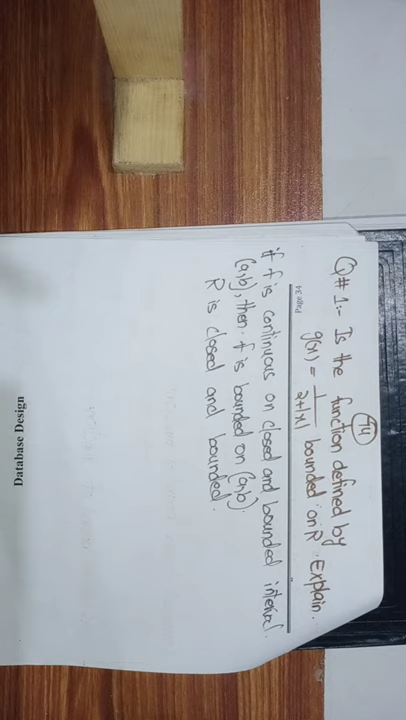 T4
Q#1:- Is the function defined by
g(x) = 1/2+|x| bounded on R. Explain.
Page 34
if f is continuous on closed and bounded interval.
(a,b), then f is bounded on (a,b).
R is closed and bounded.
Database Design